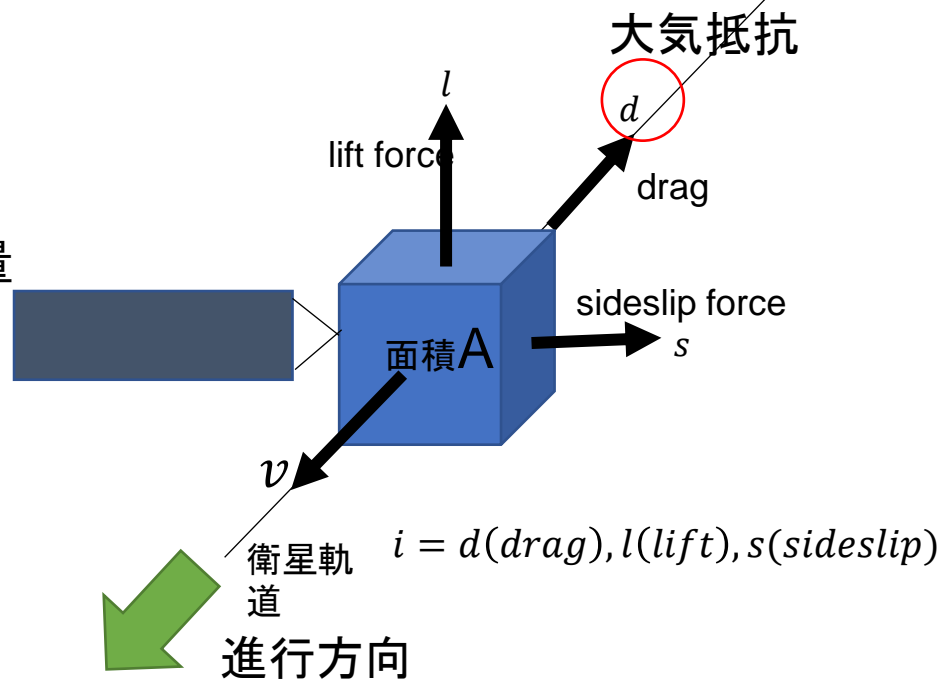 大気抵抗
l
d
lift force
drag
量
sideslip force
s
面積A
v
i = d(drag), l(lift), s(sideslip)
衛星軌
道
進行方向